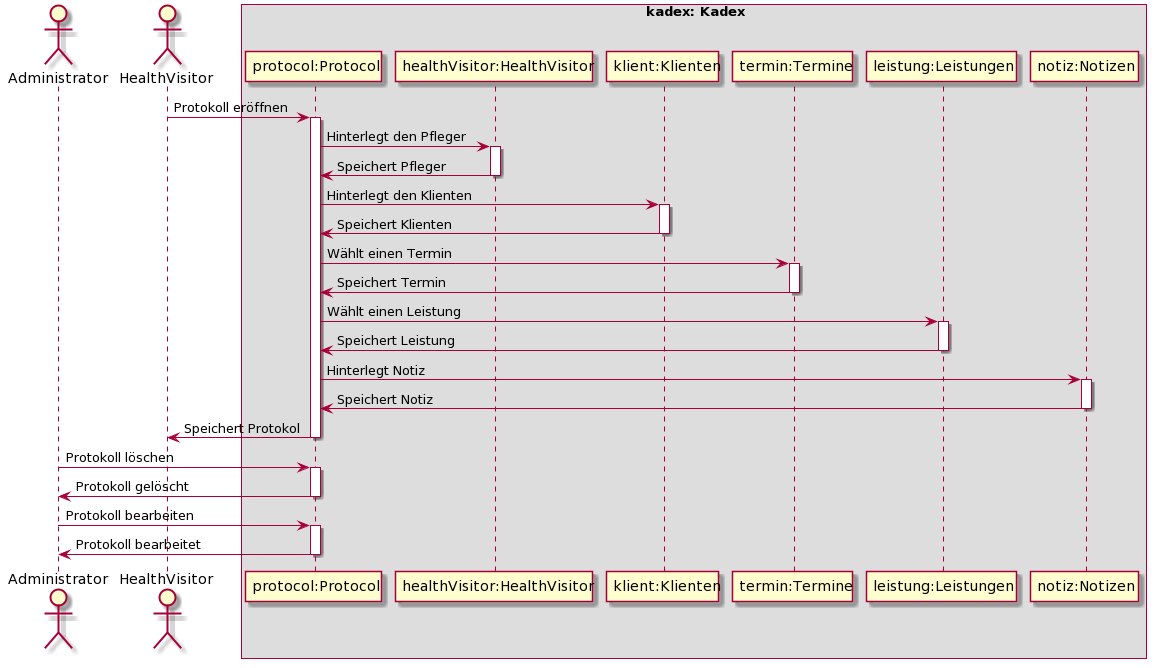 kadex: Kadex
Administrator
HealthVisitor
protocol:Protocol
healthVisitor:HealthVisitor
klient:Klienten
termin:Termine
leistung:Leistungen
notiz:Notizen
Protokoll eröffnen
Hinterlegt den Pfleger
Speichert Pfleger
Hinterlegt den Klienten
Speichert Klienten
Wählt einen Termin
Speichert Termin
Wählt einen Leistung
Speichert Leistung
Hinterlegt Notiz
Speichert Notiz
Speichert Protokol
Protokoll löschen
Protokoll gelöscht
Protokoll bearbeiten
Protokoll bearbeitet
Administrator
HealthVisitor
protocol:Protocol
healthVisitor:HealthVisitor
klient:Klienten
termin:Termine
leistung:Leistungen
notiz:Notizen